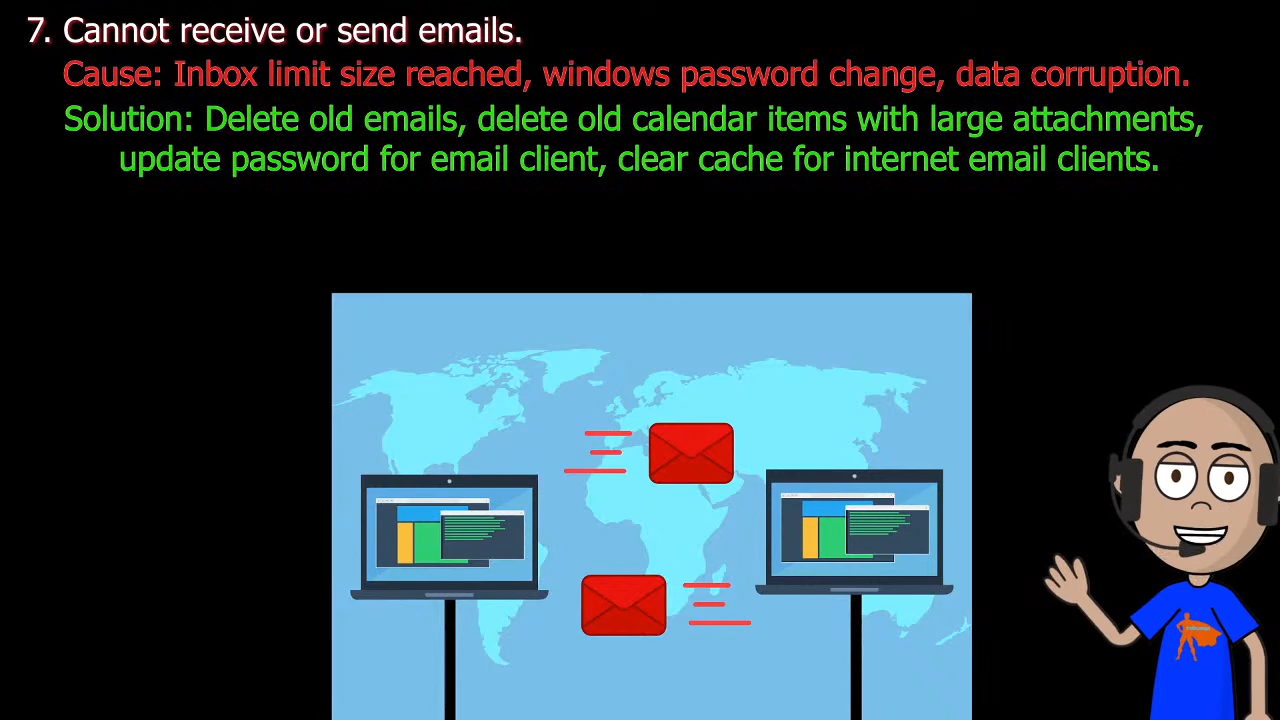 7. Cannot receive or send emails.
Cause: Inbox limit size reached, windows password change, data corruption.
Solution: Delete old emails, delete old calendar items with large attachments,
update password for email client, clear cache for internet email clients.